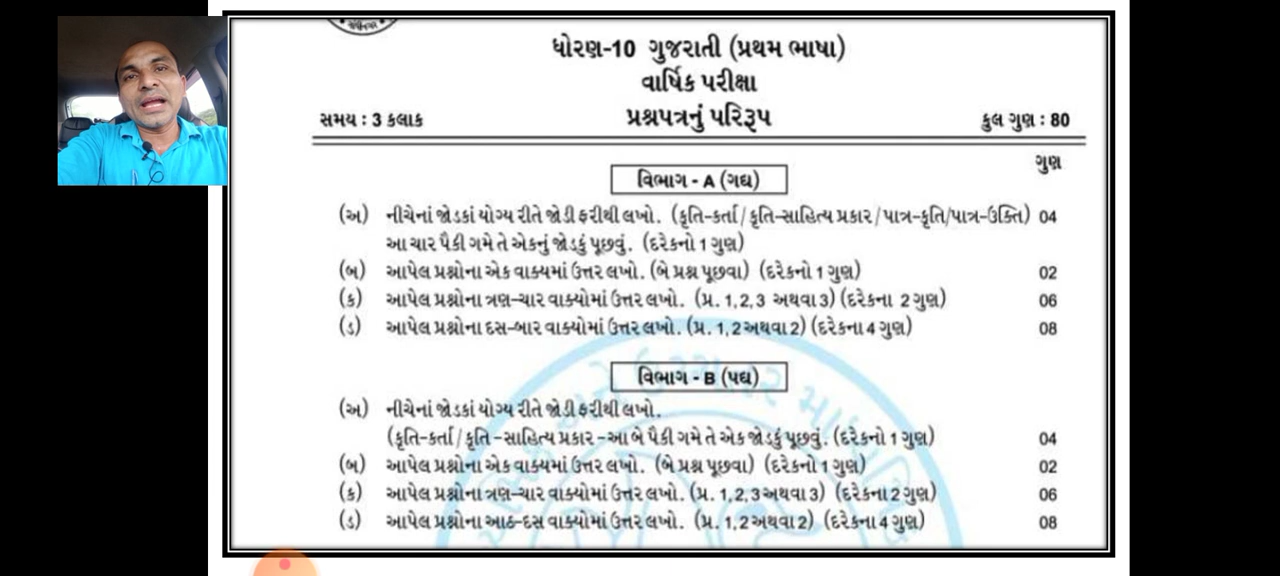 ગાંધીનગર
ધોરણ-10 ગુજરાતી (પ્રથમ ભાષા)
વાર્ષિક પરીક્ષા
સમય : 3 કલાક પ્રશ્નપત્રનું પરિરૂપ કુલ ગુણ : 80
ગુણ
વિભાગ - A (ગદ્ય)
(અ) નીચેનાં જોડકાં યોગ્ય રીતે જોડી ફરીથી લખો. (કૃતિ-કર્તા/કૃતિ-સાહિત્ય પ્રકાર/પાત્ર-કૃતિ/પાત્ર-ઉક્તિ) 04
આ ચાર પૈકી ગમે તે એકનું જોડકું પૂછવું. (દરેકનો 1 ગુણ)
(બ) આપેલ પ્રશ્નોના એક વાક્યમાં ઉત્તર લખો. (બે પ્રશ્ન પૂછવા) (દરેકનો 1 ગુણ) 02
(ક) આપેલ પ્રશ્નોના ત્રણ-ચાર વાક્યોમાં ઉત્તર લખો. (પ્ર. 1,2,3 અથવા 3) (દરેકના 2 ગુણ) 06
(ડ) આપેલ પ્રશ્નોના દસ-બાર વાક્યોમાં ઉત્તર લખો. (પ્ર. 1,2 અથવા 2) (દરેકના 4 ગુણ) 08
વિભાગ - B (પદ્ય)
(અ) નીચેનાં જોડકાં યોગ્ય રીતે જોડી ફરીથી લખો.
(કૃતિ-કર્તા/કૃતિ-સાહિત્ય પ્રકાર-આ બે પૈકી ગમે તે એક જોડકું પૂછવું. (દરેકનો 1 ગુણ) 04
(બ) આપેલ પ્રશ્નોના એક વાક્યમાં ઉત્તર લખો. (બે પ્રશ્ન પૂછવા) (દરેકનો 1 ગુણ) 02
(ક) આપેલ પ્રશ્નોના ત્રણ-ચાર વાક્યોમાં ઉત્તર લખો. (પ્ર. 1,2,3 અથવા 3) (દરેકના 2 ગુણ) 06
(ડ) આપેલ પ્રશ્નોના આઠ-દસ વાક્યોમાં ઉત્તર લખો. (પ્ર. 1,2 અથવા 2) (દરેકના 4 ગુણ) 08